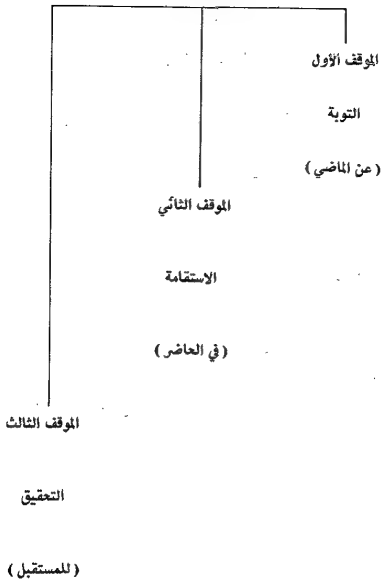 الموقف الأول
التوبة
(عن الماضي)
الموقف الثاني
الاستقامة
(في الحاضر)
الموقف الثالث
التحقيق
(للمستقبل)